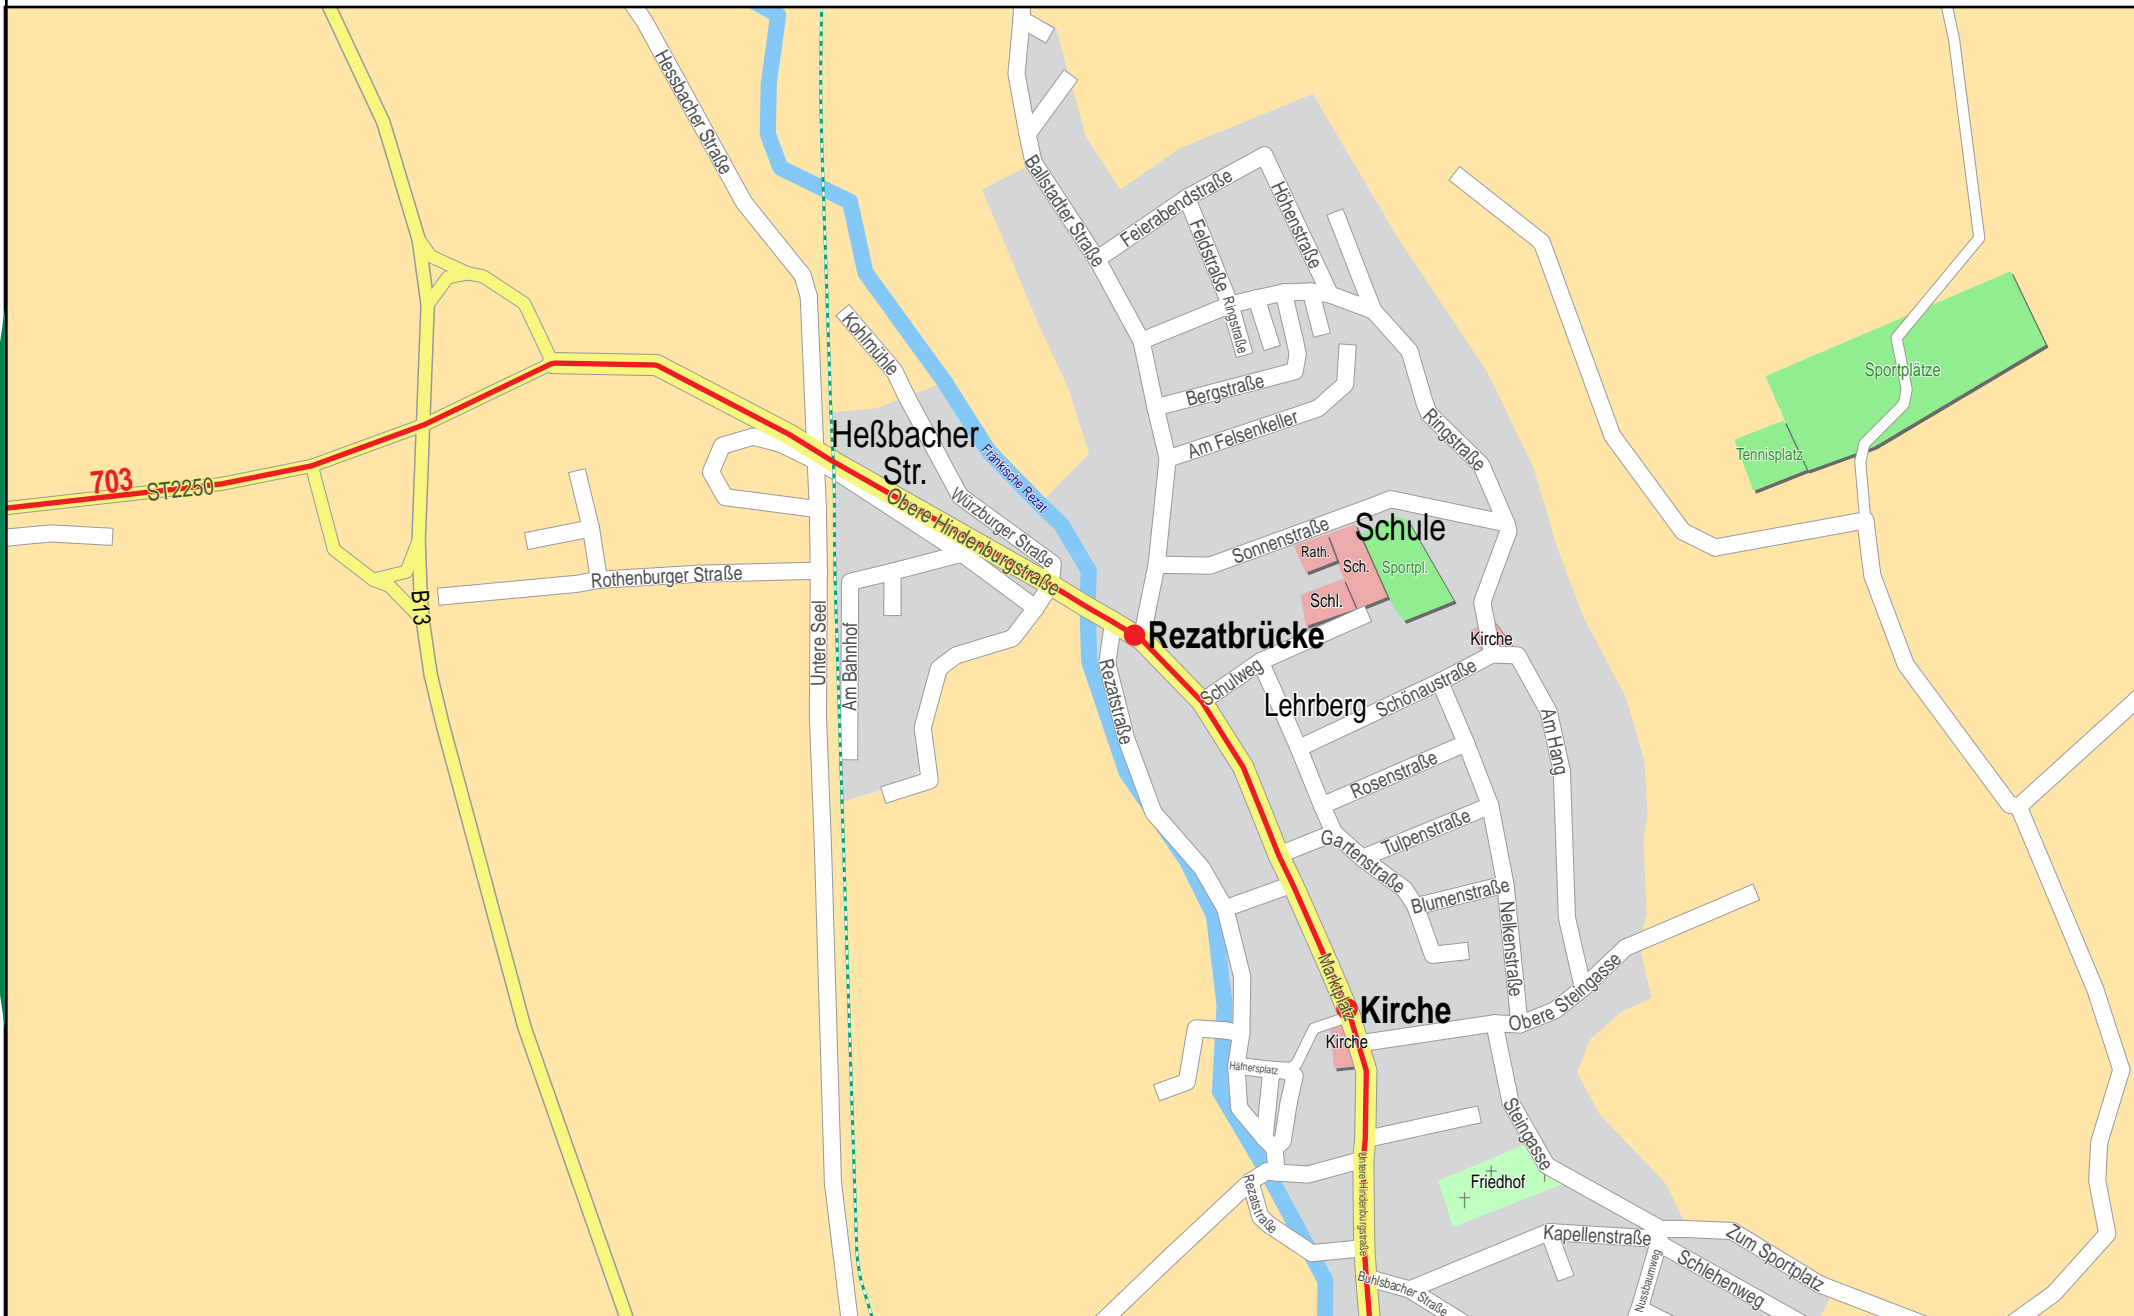 Hessbacher Straße
Ballstadter Straße
Feierabendstraße
Höhenstraße
Feldstraße
Ringstraße
Kohlmühle
Sportplätze
Bergstraße
Am Felsenkeller
Ringstraße
Tennisplatz
Heßbacher
Str.
Fränkische Rezat
703
ST2250
Obere Hindenburgstraße
Würzburger Straße
Sonnenstraße
Schule
Rath.
Sch.
Sportpl.
Schl.
Rothenburger Straße
B13
Untere Seel
Am Bahnhof
Rezatbrücke
Kirche
Rezatstraße
Schulweg
Lehrberg
Schönaustraße
Am Hang
Rosenstraße
Tulpenstraße
Gartenstraße
Blumenstraße
Nelkenstraße
Marktplatz
Kirche
Obere Steingasse
Kirche
Häfnersplatz
Steingasse
Untere Hindenburgstraße
Friedhof
Rezatstraße
Kapellenstraße
Zum Sportplatz
Nussbaumweg
Schlehenweg
Buhlsbacher Straße